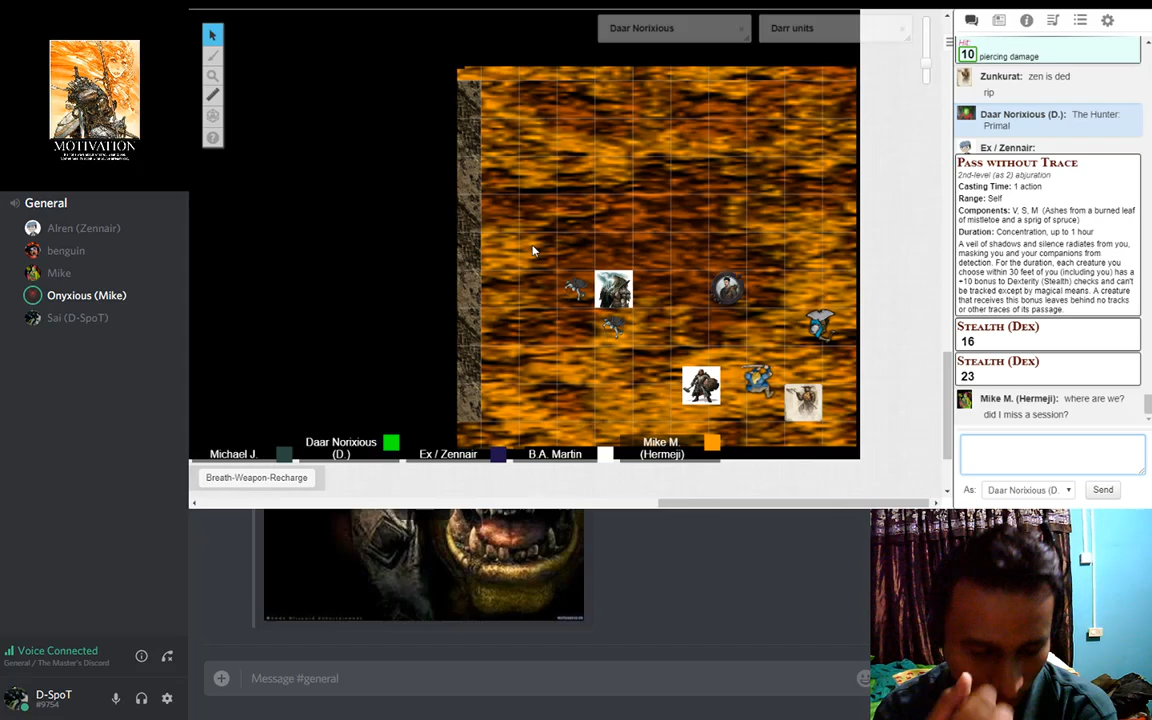 MOTIVATION
General
Alren (Zennair)
benguin
Mike
Onyxious (Mike)
Sai (D-SpoT)
Voice Connected
General / The Master's Discord
D-SpoT
#9754
Daar Norixious
Darr units
Michael J.
Daar Norixious
(D.)
Ex / Zennair
B.A. Martin
Mike M.
(Hermeji)
Breath-Weapon-Recharge
Message #general
Hit:
10 piercing damage
Zunkurat: zen is ded
rip
Daar Norixious (D.): The Hunter:
Primal
Ex / Zennair:
PASS WITHOUT TRACE
2nd-level (as 2) abjuration
Casting Time: 1 action
Range: Self
Components: V, S, M (Ashes from a burned leaf
of mistletoe and a sprig of spruce)
Duration: Concentration, up to 1 hour
A veil of shadows and silence radiates from you,
masking you and your companions from
detection. For the duration, each creature you
choose within 30 feet of you (including you) has a
+10 bonus to Dexterity (Stealth) checks and can't
be tracked except by magical means. A creature
that receives this bonus leaves behind no tracks
or other traces of its passage.
STEALTH (DEX)
16
STEALTH (DEX)
23
Mike M. (Hermeji): where are we?
did I miss a session?
As: Daar Norixious (D.
Send